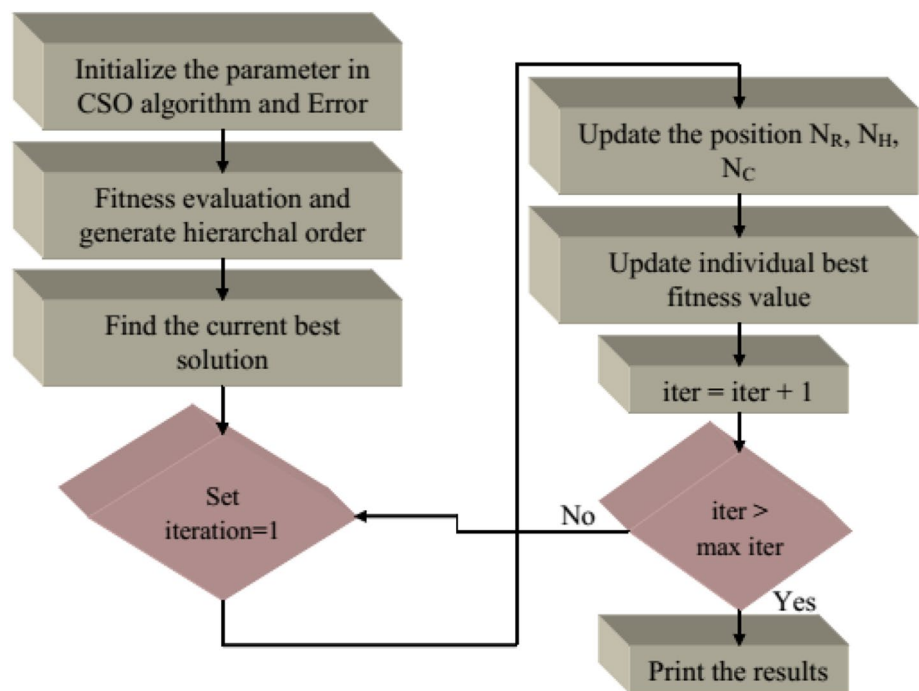 Initialize the parameter in
CSO algorithm and Error
Fitness evaluation and
generate hierarchal order
Find the current best
solution
Set
iteration=1
Update the position N_R, N_H,
N_C
Update individual best
fitness value
iter = iter + 1
iter >
max iter
No
Yes
Print the results